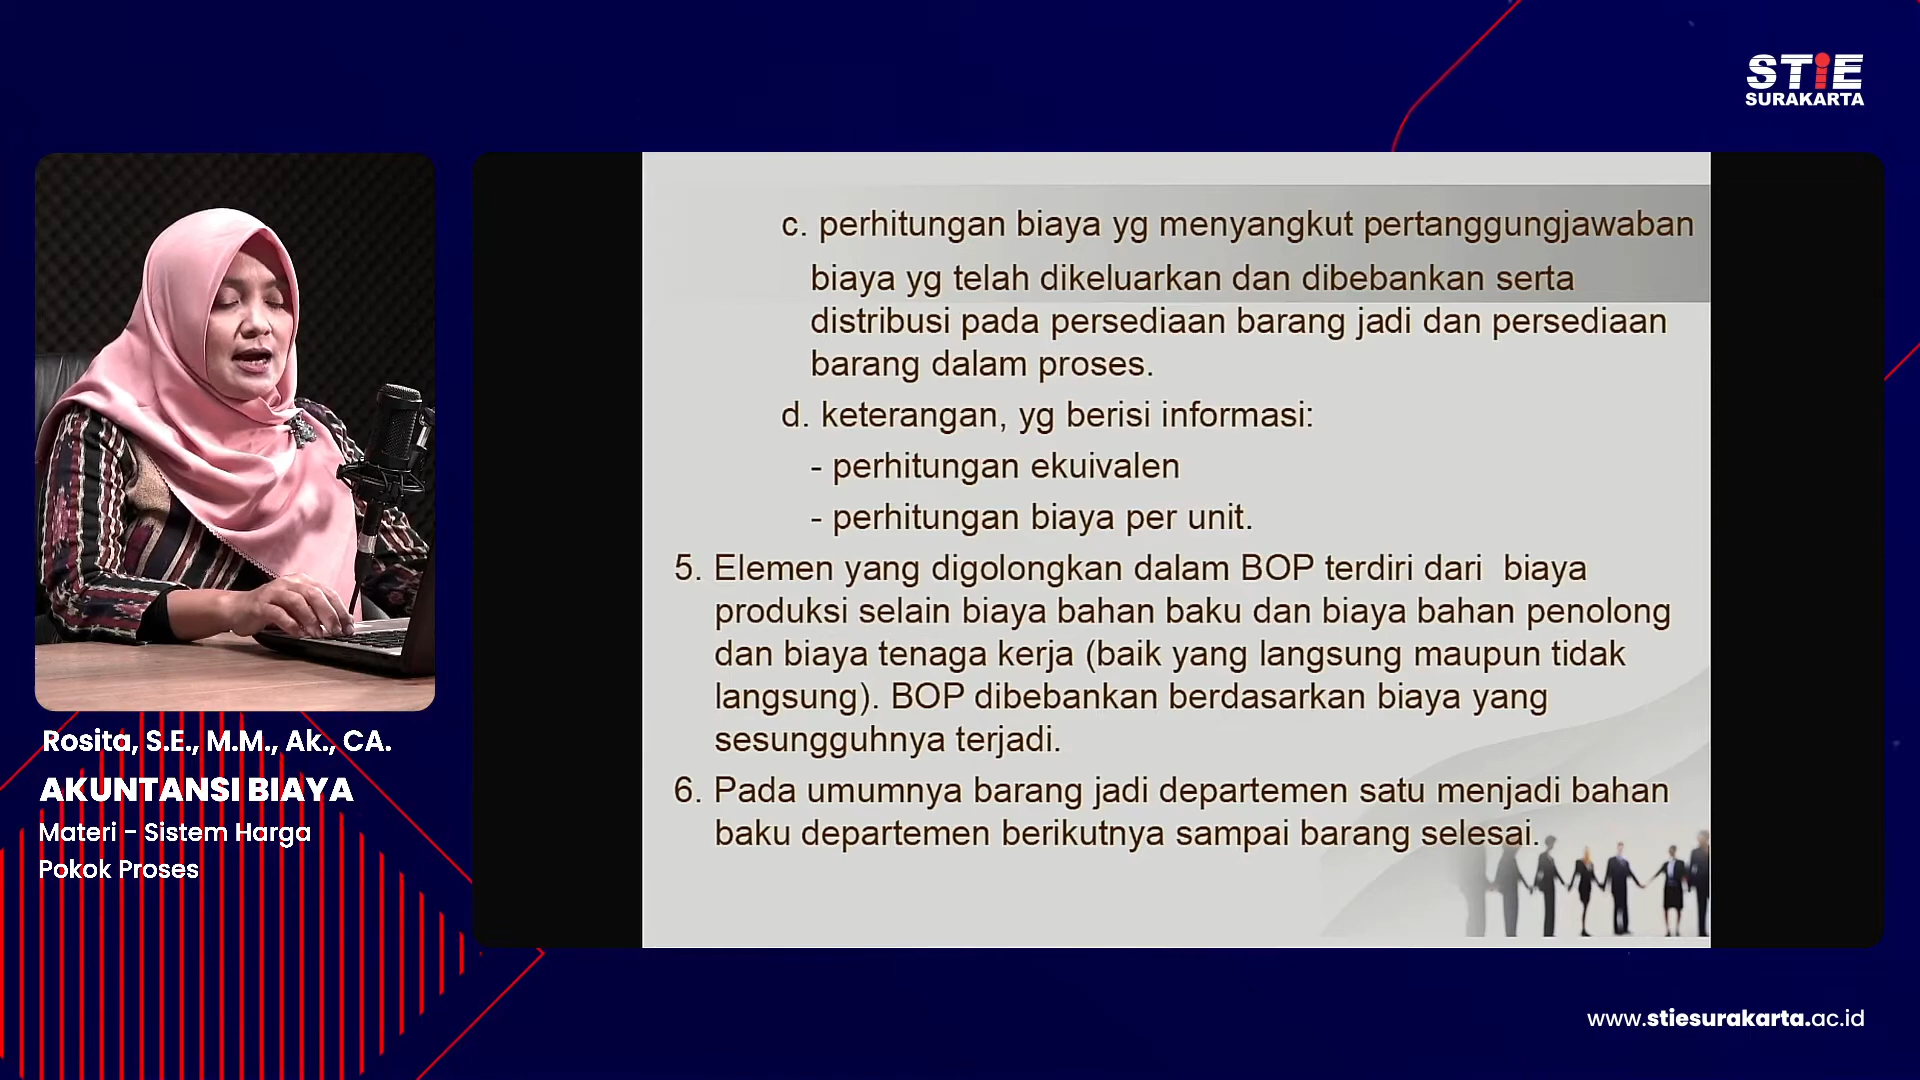 STiE
SURAKARTA
c. perhitungan biaya yg menyangkut pertanggungjawaban
biaya yg telah dikeluarkan dan dibebankan serta
distribusi pada persediaan barang jadi dan persediaan
barang dalam proses.
d. keterangan, yg berisi informasi:
- perhitungan ekuivalen
- perhitungan biaya per unit.
5. Elemen yang digolongkan dalam BOP terdiri dari biaya
produksi selain biaya bahan baku dan biaya bahan penolong
dan biaya tenaga kerja (baik yang langsung maupun tidak
langsung). BOP dibebankan berdasarkan biaya yang
sesungguhnya terjadi.
6. Pada umumnya barang jadi departemen satu menjadi bahan
baku departemen berikutnya sampai barang selesai.
Rosita, S.E., M.M., Ak., CA.
AKUNTANSI BIAYA
Materi - Sistem Harga
Pokok Proses
www.stiesurakarta.ac.id